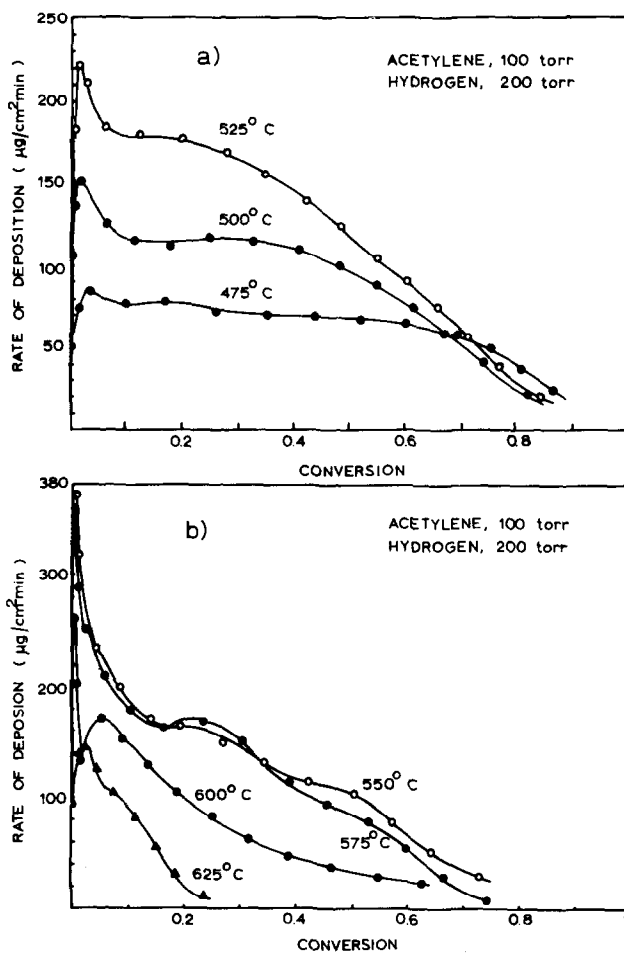 250
200
150
100
50
RATE OF DEPOSITION ( μg/cm²min)
a)
ACETYLENE, 100 torr
HYDROGEN, 200 torr
525°C
500°C
475°C
0.2
0.4
0.6
0.8
CONVERSION
380
300
200
100
RATE OF DEPOSION ( μg/cm²min)
b)
ACETYLENE, 100 torr
HYDROGEN, 200 torr
550°C
575°C
600°C
625°C
0
0.2
0.4
0.6
0.8
CONVERSION